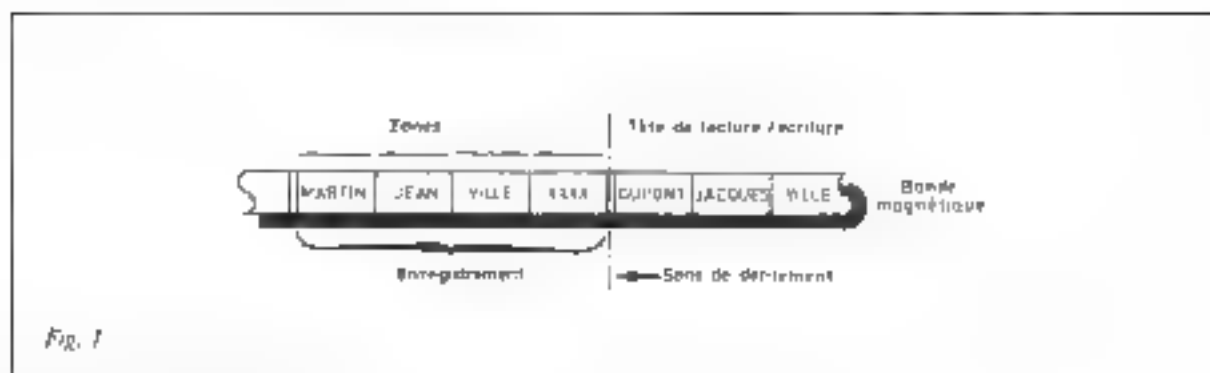 Zones
Tête de lecture / écriture
MARTIN JEAN VILLE XXXX DUPONT JACQUES VILLE
Bande
magnétique
Enregistrement
Sens de défilement
Fig. 1